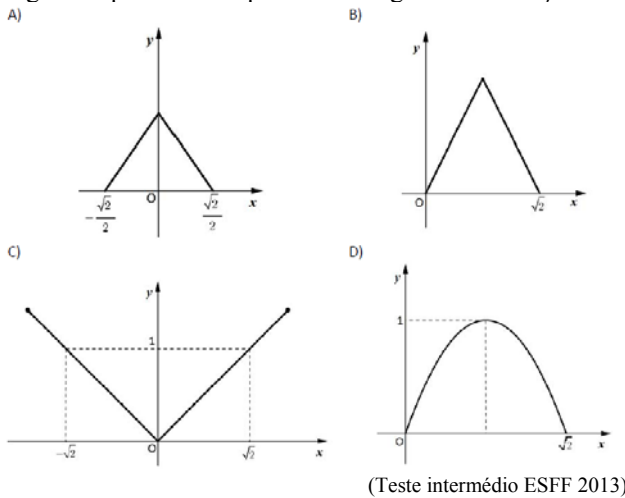 A)
B)
y
y
O
x
-√2/2
√2/2
O
√2
x
C)
D)
y
y
1
1
-√2
O
√2
x
O
√2
x
(Teste intermédio ESFF 2013)